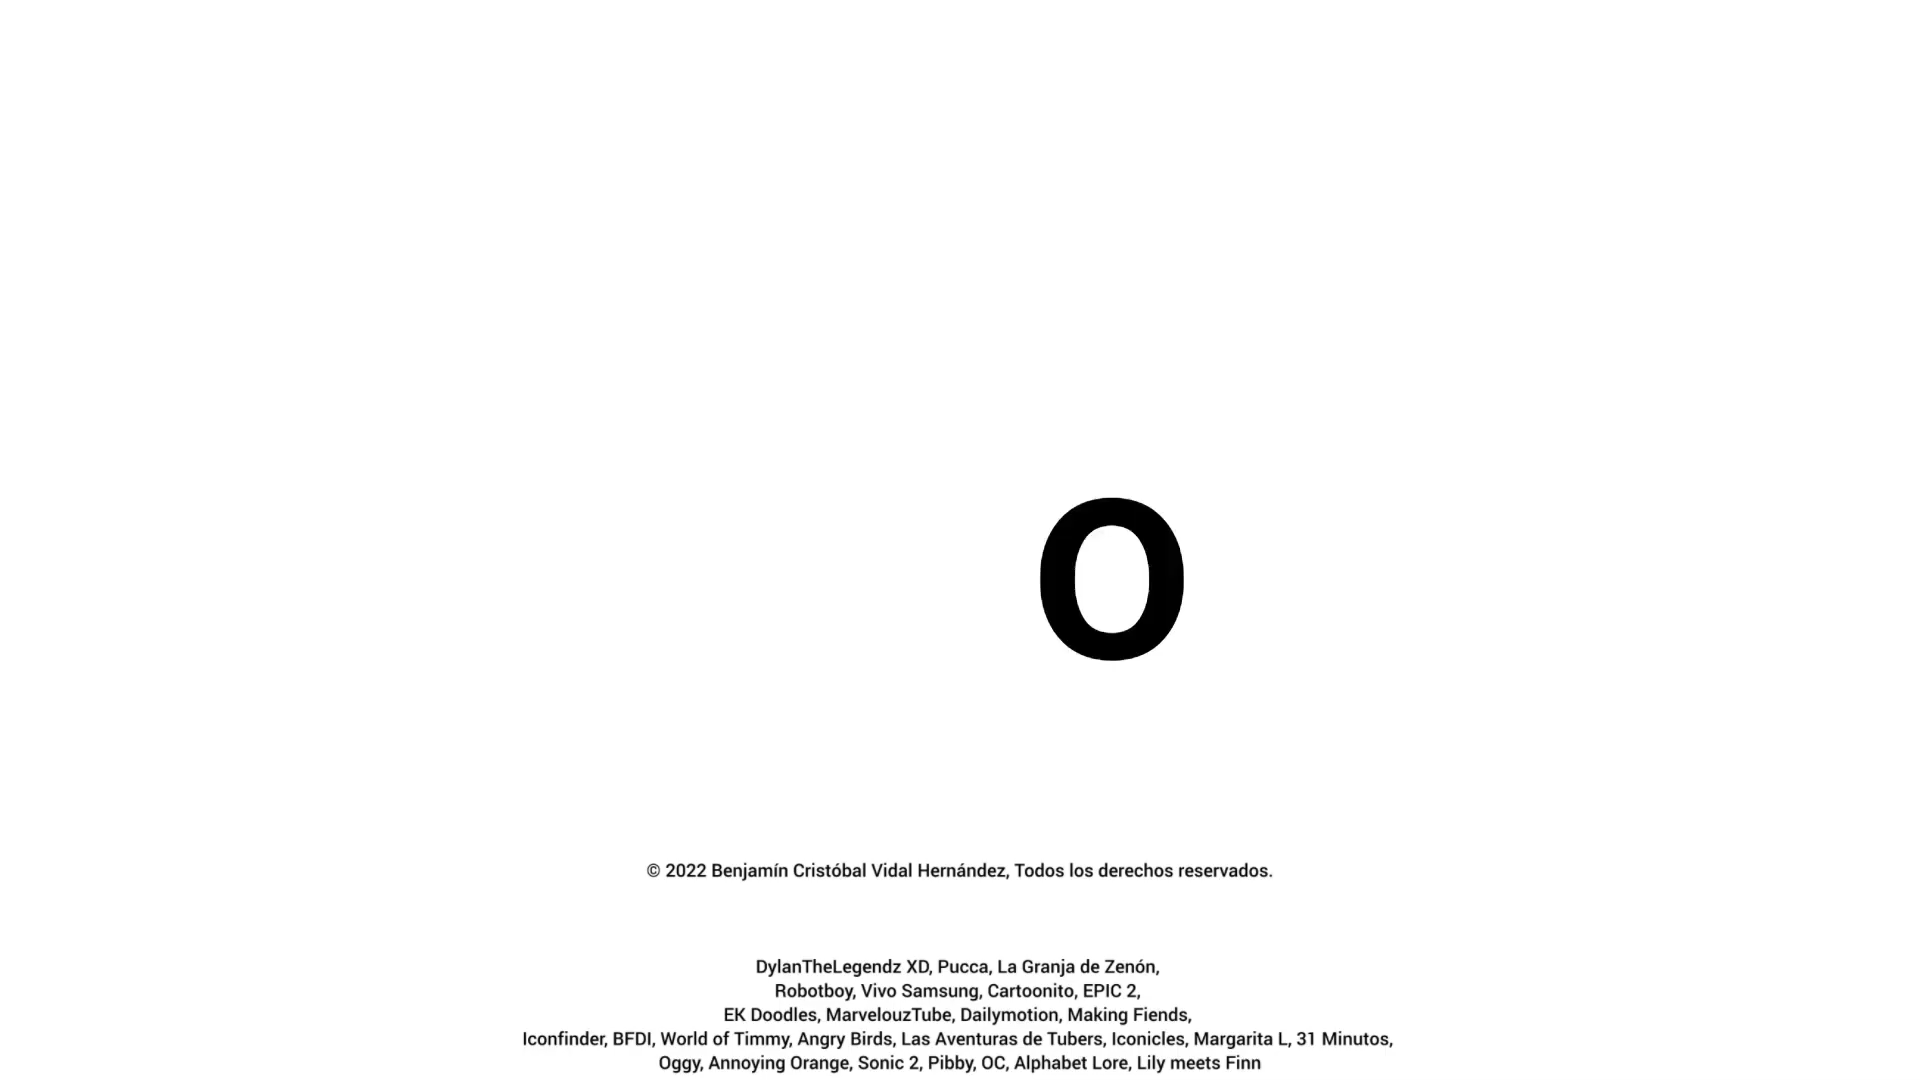 o
© 2022 Benjamín Cristóbal Vidal Hernández, Todos los derechos reservados.
DylanTheLegendz XD, Pucca, La Granja de Zenón,
Robotboy, Vivo Samsung, Cartoonito, EPIC 2,
EK Doodles, MarvelouzTube, Dailymotion, Making Fiends,
Iconfinder, BFDI, World of Timmy, Angry Birds, Las Aventuras de Tubers, Iconicles, Margarita L, 31 Minutos,
Oggy, Annoying Orange, Sonic 2, Pibby, OC, Alphabet Lore, Lily meets Finn